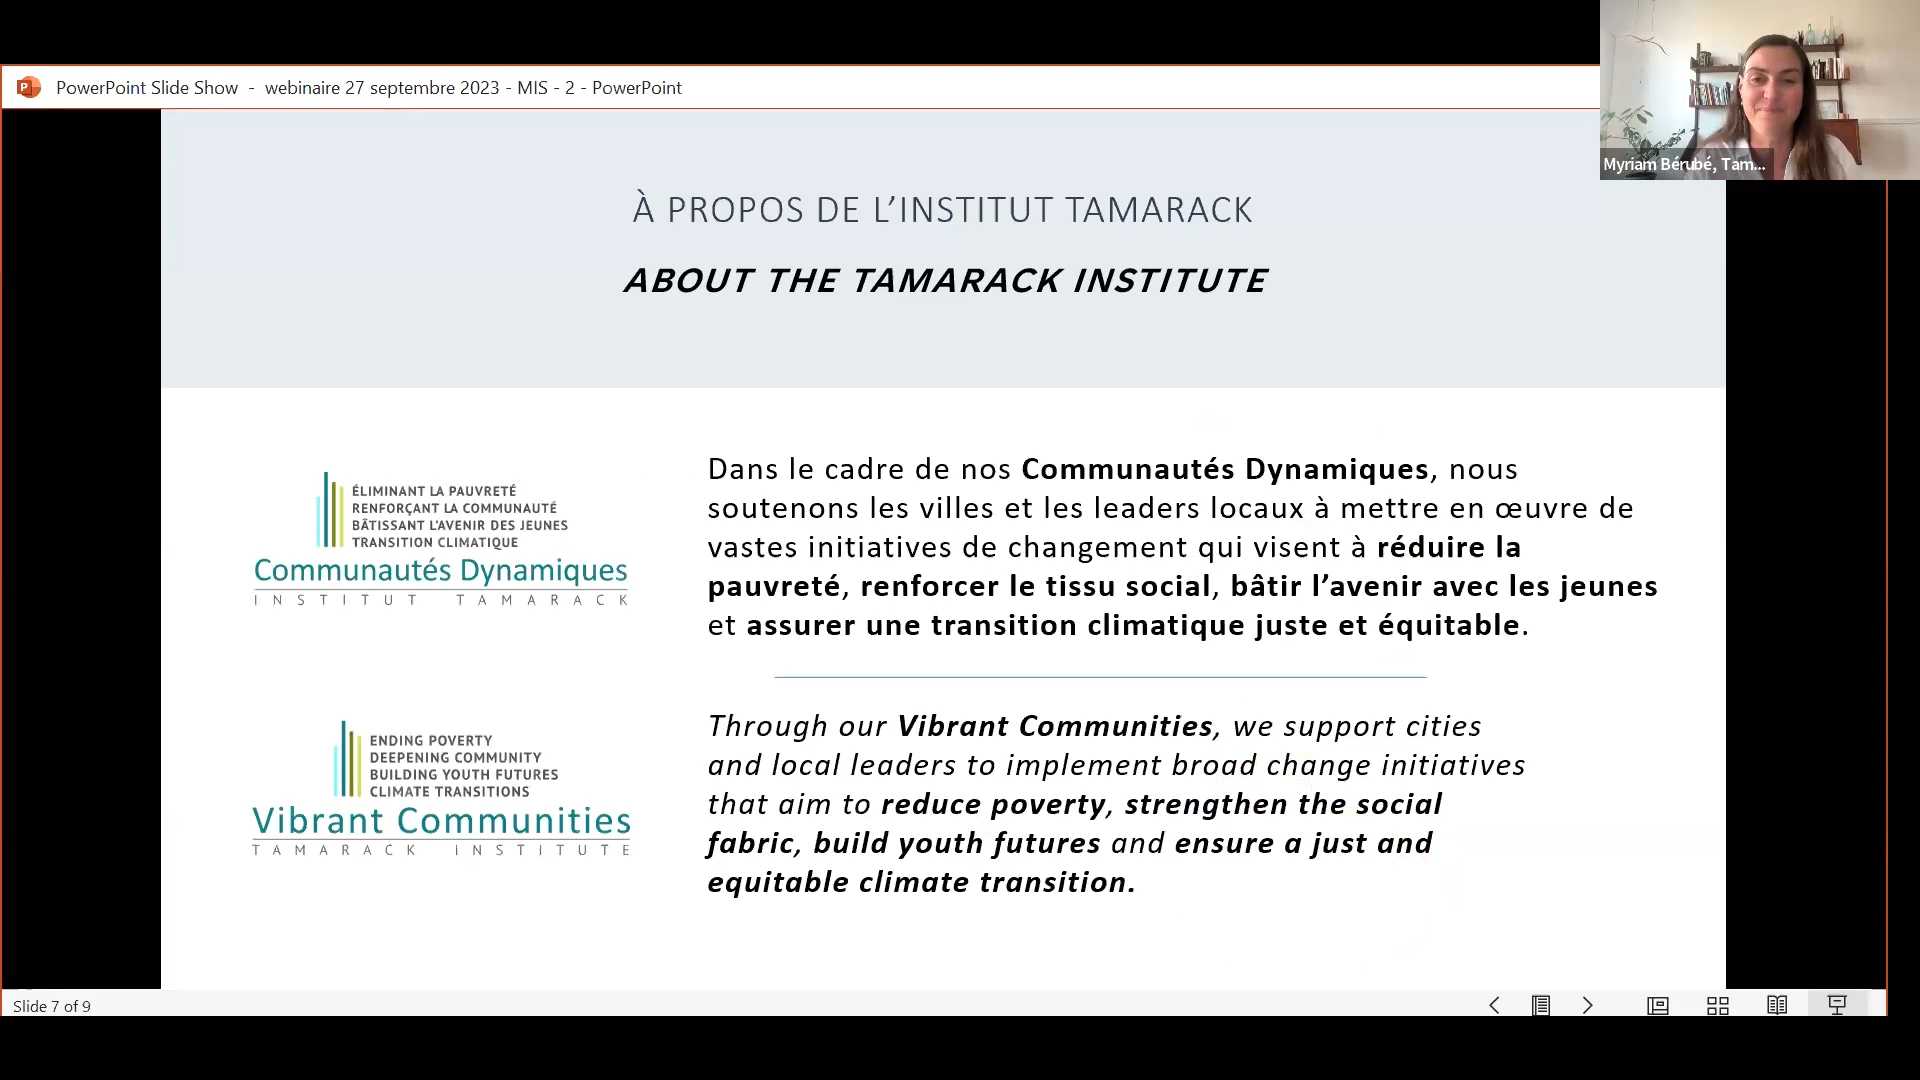 PowerPoint Slide Show - webinaire 27 septembre 2023 - MIS - 2 - PowerPoint
Myriam Bérubé, Tam...
À PROPOS DE L’INSTITUT TAMARACK
ABOUT THE TAMARACK INSTITUTE
ÉLIMINANT LA PAUVRETÉ
RENFORÇANT LA COMMUNAUTÉ
BÂTISSANT L'AVENIR DES JEUNES
TRANSITION CLIMATIQUE
Communautés Dynamiques
INSTITUT TAMARACK
Dans le cadre de nos Communautés Dynamiques, nous
soutenons les villes et les leaders locaux à mettre en œuvre de
vastes initiatives de changement qui visent à réduire la
pauvreté, renforcer le tissu social, bâtir l’avenir avec les jeunes
et assurer une transition climatique juste et équitable.
ENDING POVERTY
DEEPENING COMMUNITY
BUILDING YOUTH FUTURES
CLIMATE TRANSITIONS
Vibrant Communities
TAMARACK INSTITUTE
Through our Vibrant Communities, we support cities
and local leaders to implement broad change initiatives
that aim to reduce poverty, strengthen the social
fabric, build youth futures and ensure a just and
equitable climate transition.
Slide 7 of 9